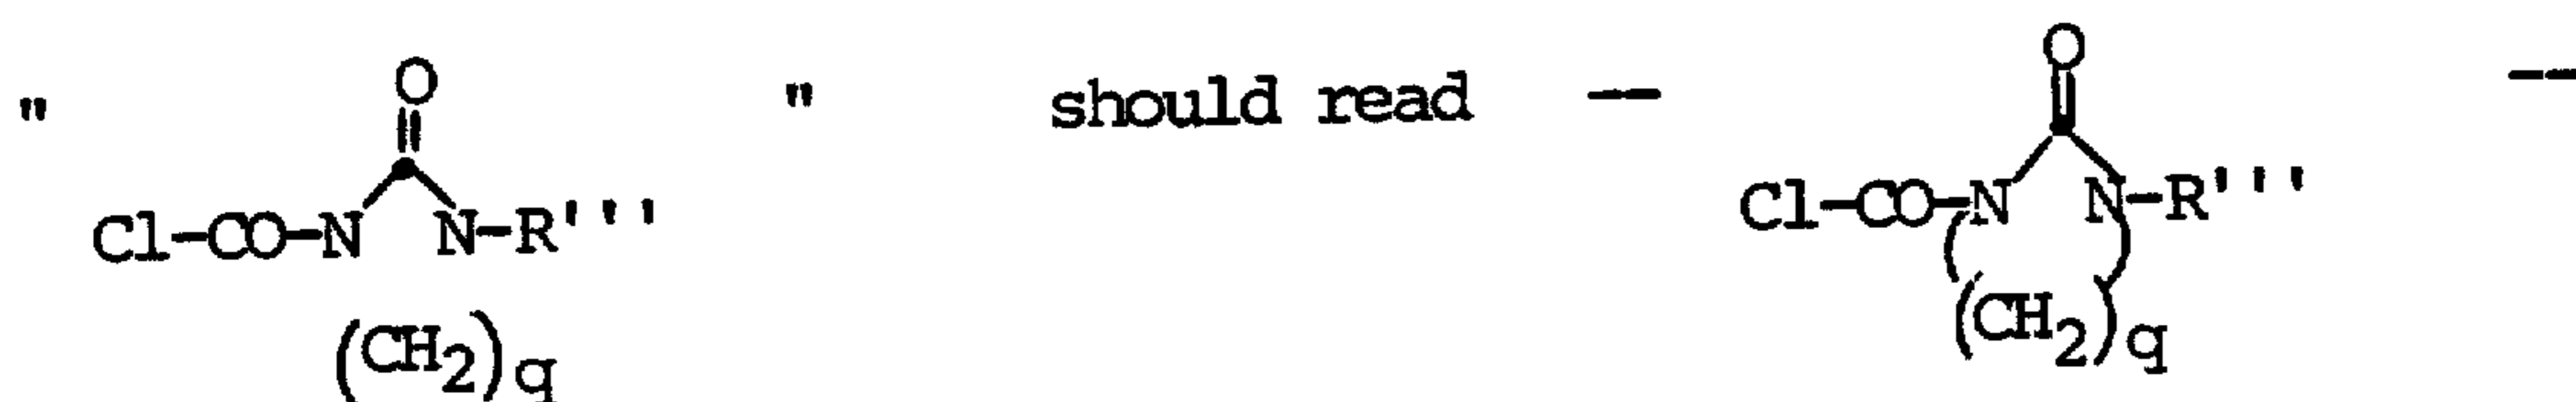 O O
" " should read — --
Cl-CO-N N-R''' Cl-CO-N N-R'''
(CH2)q (CH2)q